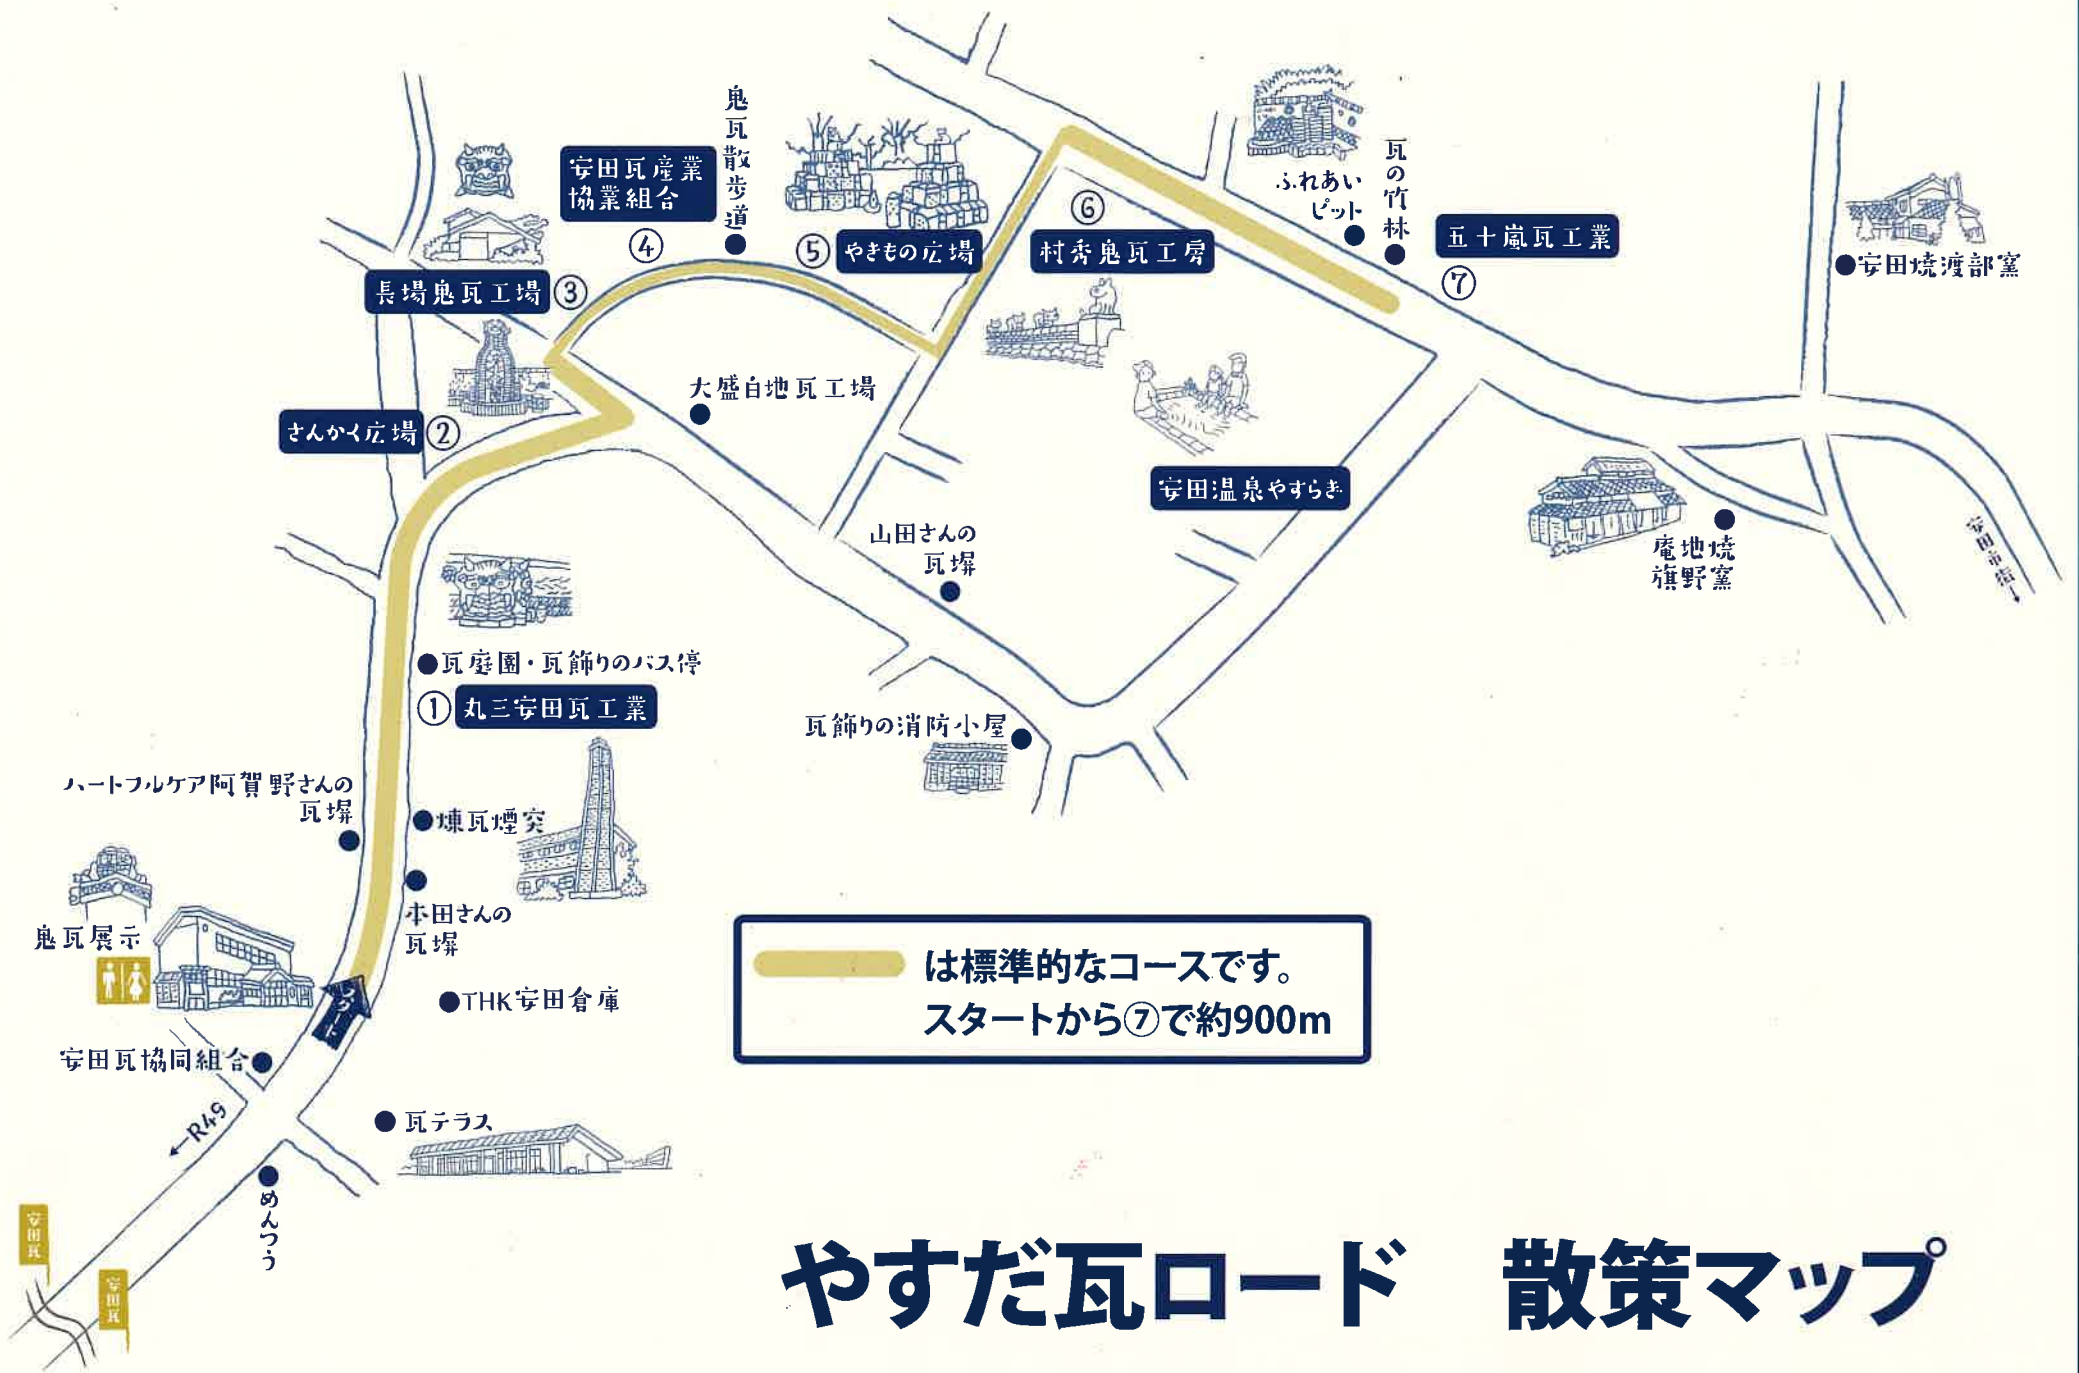 鬼瓦散歩道
安田瓦産業
協業組合
④
⑤
やきもの広場
⑥
村秀鬼瓦工房
ふれあい
ピット
瓦の竹林
五十嵐瓦工業
⑦
安田焼渡部窯
長場鬼瓦工場
③
さんかく広場
②
大盛白地瓦工場
安田温泉やすらぎ
山田さんの
瓦塀
庵地焼
旗野窯
安田市街→
瓦庭園・瓦飾りのバス停
①
丸三安田瓦工業
瓦飾りの消防小屋
ハートフルケア阿賀野さんの
瓦塀
煉瓦煙突
本田さんの
瓦塀
鬼瓦展示
スタート
THK安田倉庫
安田瓦協同組合
←R49
瓦テラス
めんつう
安田瓦
安田瓦
は標準的なコースです。
スタートから⑦で約900m
やすだ瓦ロード 散策マップ